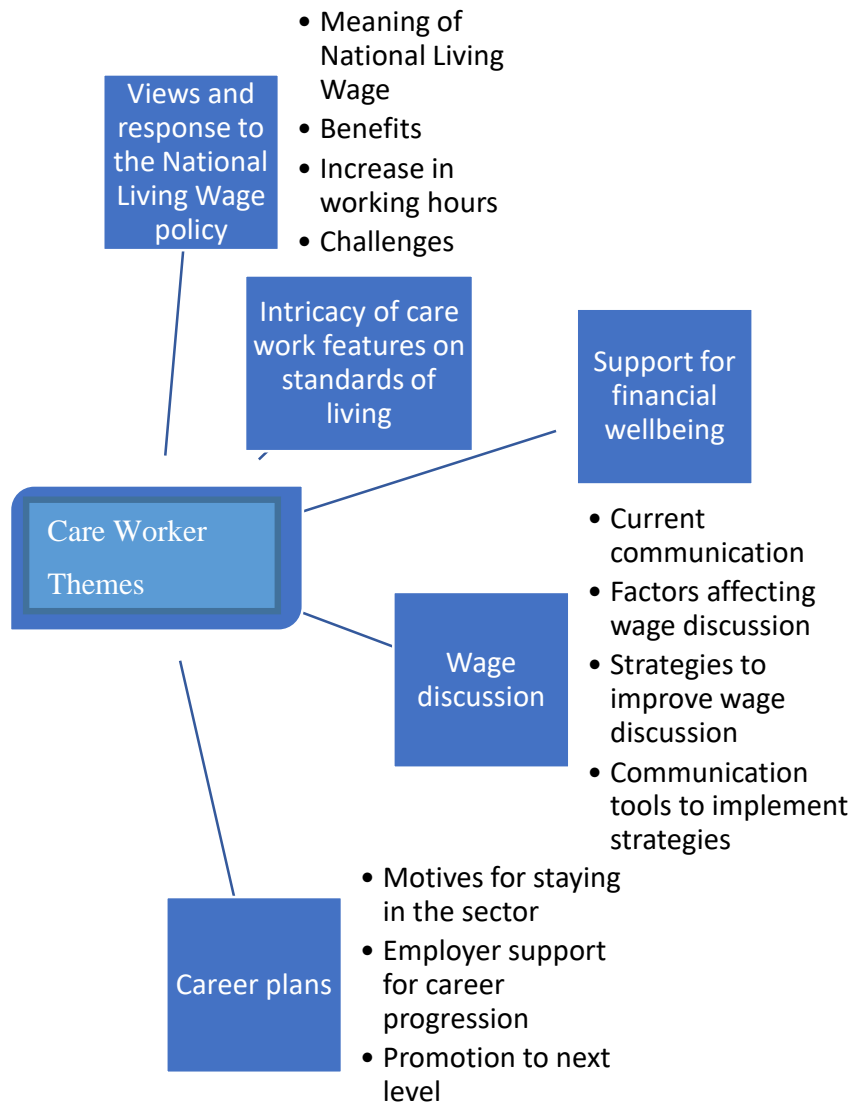 Views and
response to
the National
Living Wage
policy
• Meaning of
National Living
Wage
• Benefits
• Increase in
working hours
• Challenges
Intricacy of care
work features on
standards of
living
Support for
financial
wellbeing
Care Worker
Themes
Wage
discussion
• Current
communication
• Factors affecting
wage discussion
• Strategies to
improve wage
discussion
• Communication
tools to implement
strategies
Career plans
• Motives for staying
in the sector
• Employer support
for career
progression
• Promotion to next
level